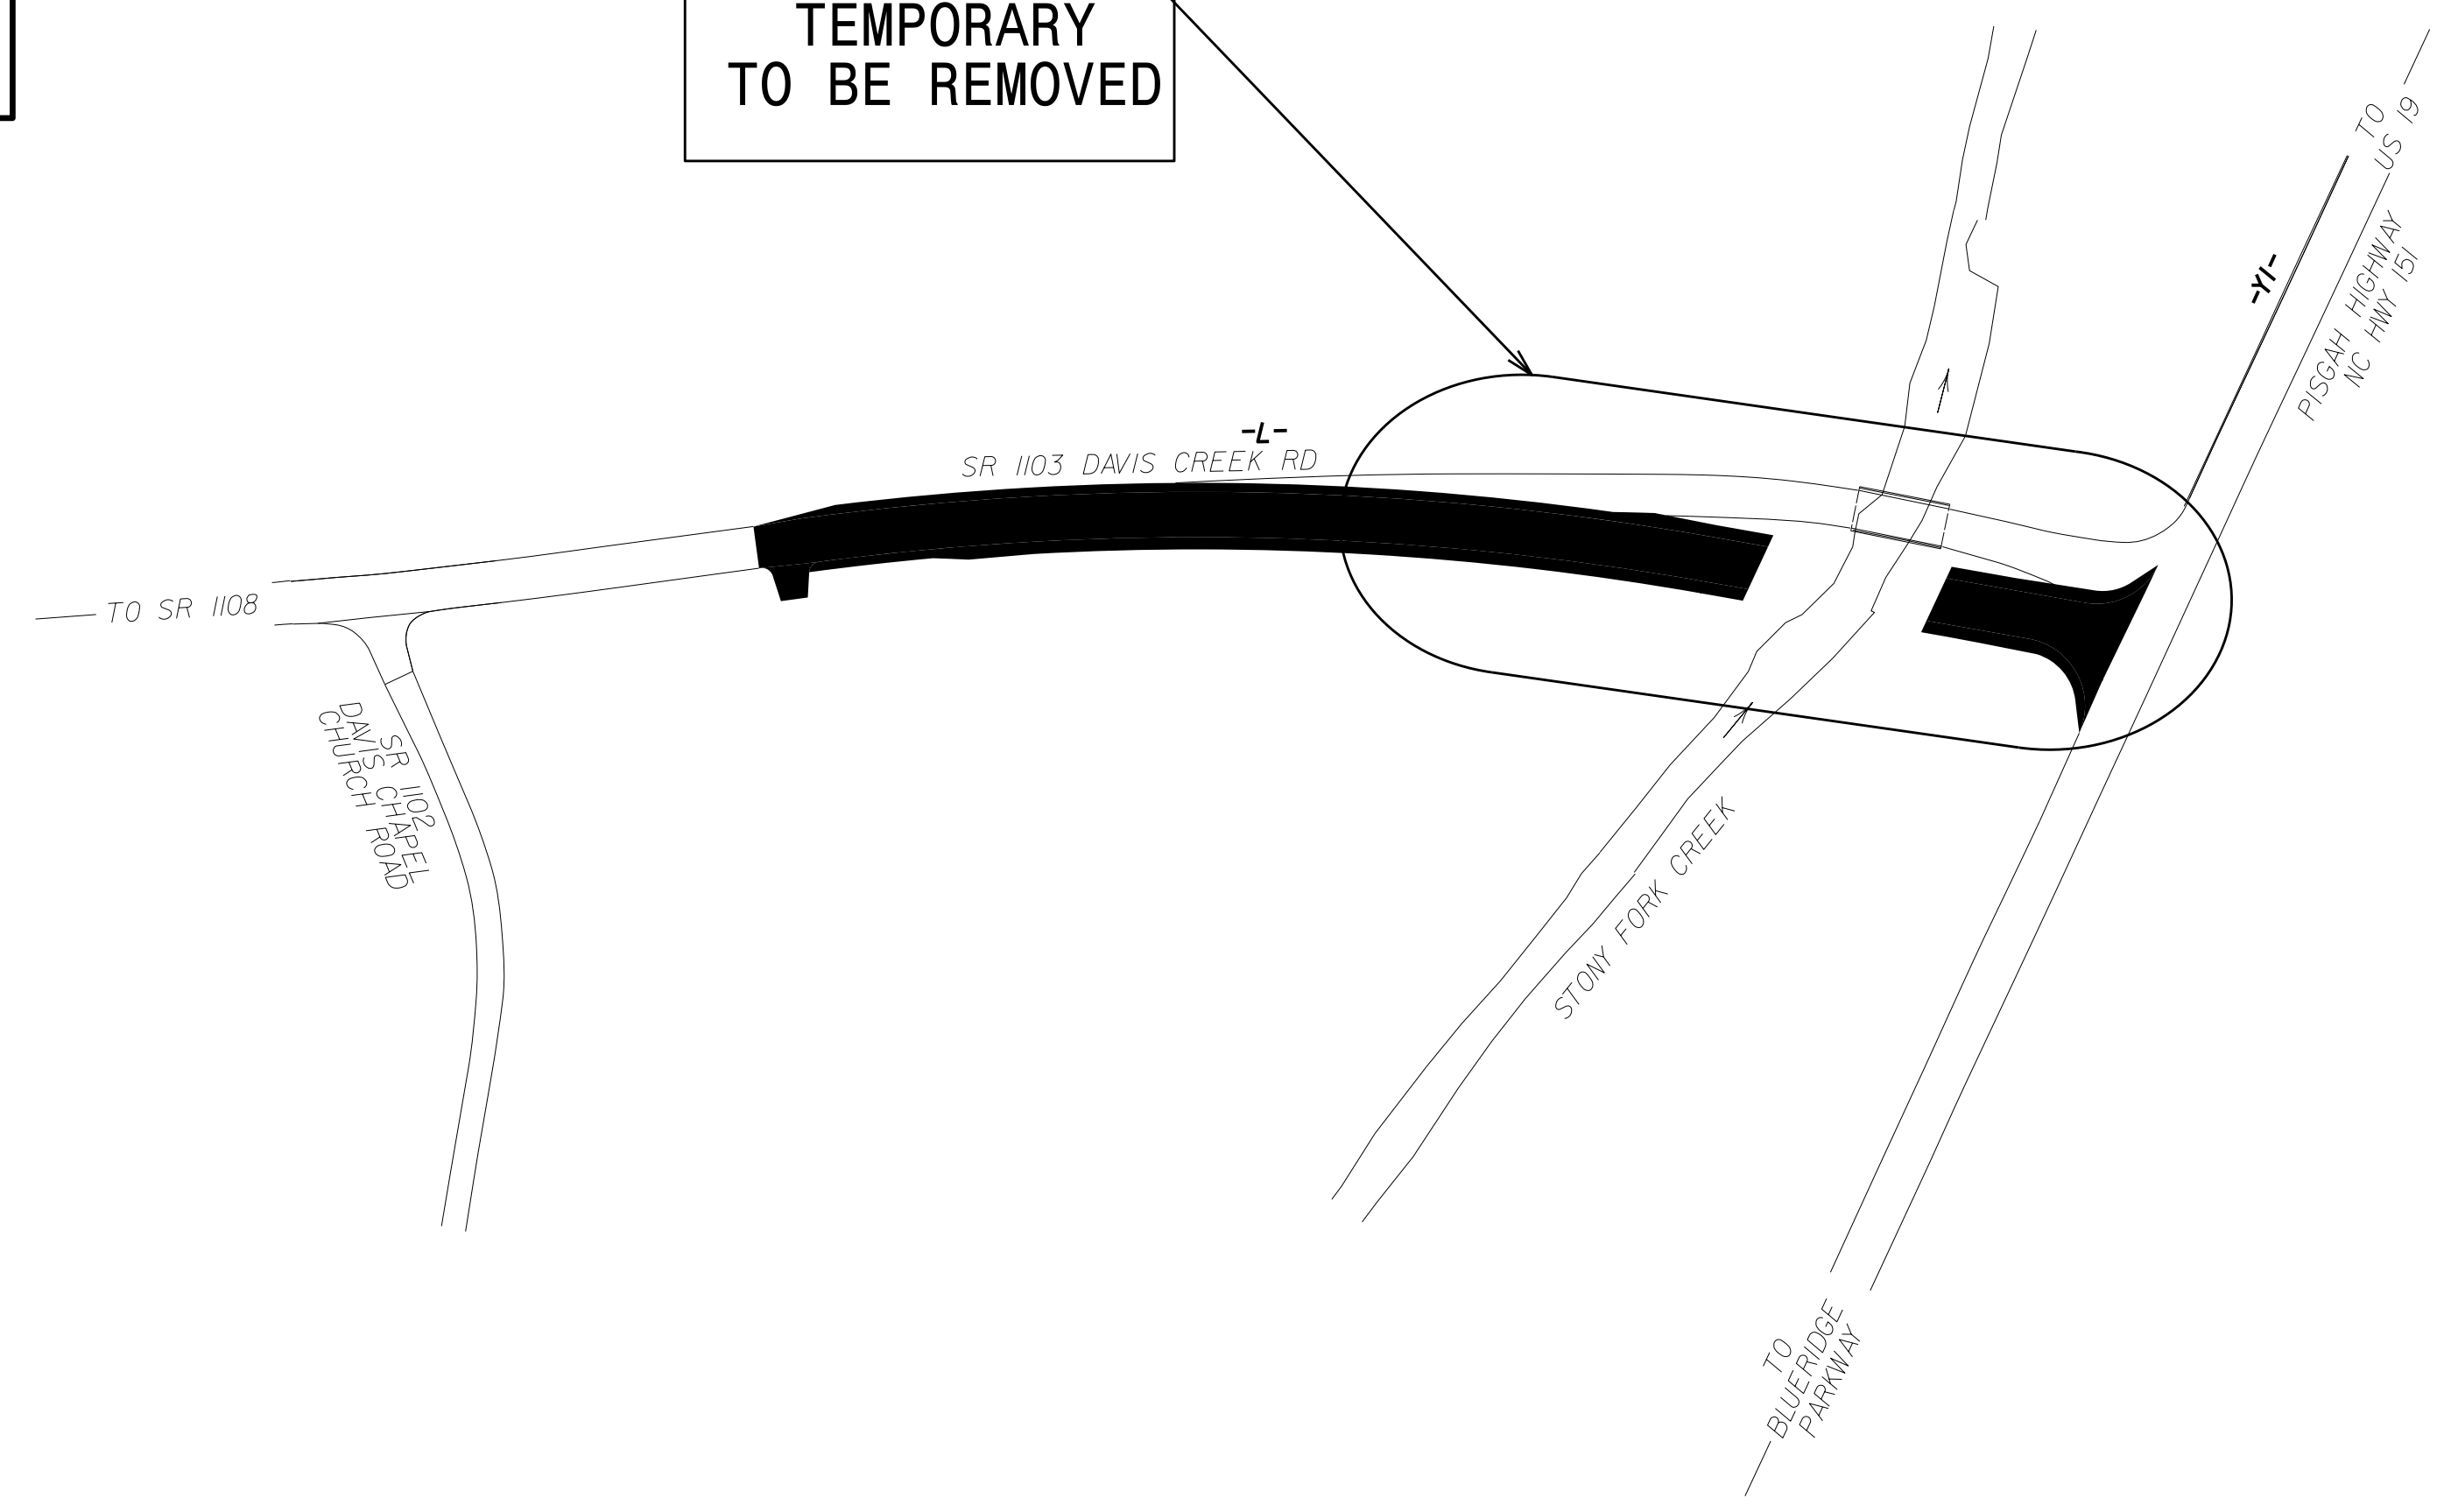 TEMPORARY
TO BE REMOVED
TO
US 19
-Y1-
PISGAH HIGHWAY
NC HWY 151
-L-
SR 1103 DAVIS CREEK RD
TO SR 1108
SR 1102
DAVIS CHAPEL
CHURCH ROAD
STONY FORK CREEK
TO
BLUERIDGE
PARKWAY